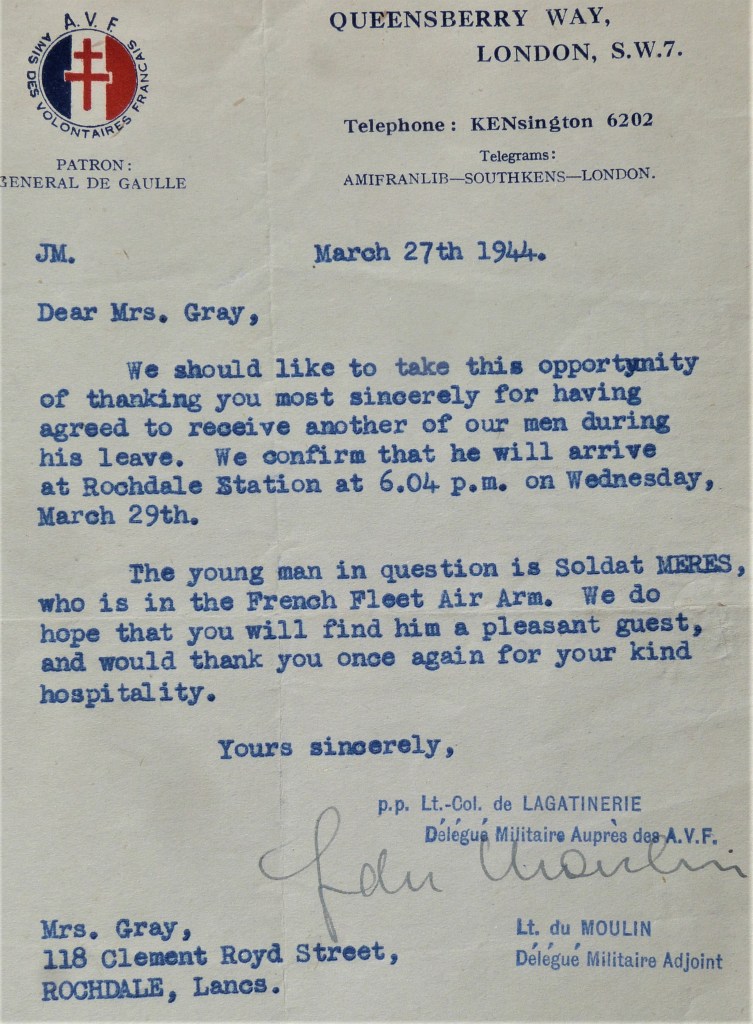 A.V.F.
AMIS DES VOLONTAIRES FRANCAIS
PATRON:
GENERAL DE GAULLE
QUEENSBERRY WAY,
LONDON, S.W.7.
Telephone: KENsington 6202
Telegrams:
AMIFRANLIB—SOUTHKENS—LONDON.
JM. March 27th 1944.
Dear Mrs. Gray,
We should like to take this opportynity
of thanking you most sincerely for having
agreed to receive another of our men during
his leave. We confirm that he will arrive
at Rochdale Station at 6.04 p.m. on Wednesday,
March 29th.
The young man in question is Soldat MERES,
who is in the French Fleet Air Arm. We do
hope that you will find him a pleasant guest,
and would thank you once again for your kind
hospitality.
Yours sincerely,
p.p. Lt.-Col. de LAGATINERIE
Délégué Militaire Auprès des A.V.F.
J du Moulin
Lt. du MOULIN
Délégué Militaire Adjoint
Mrs. Gray,
118 Clement Royd Street,
ROCHDALE, Lancs.